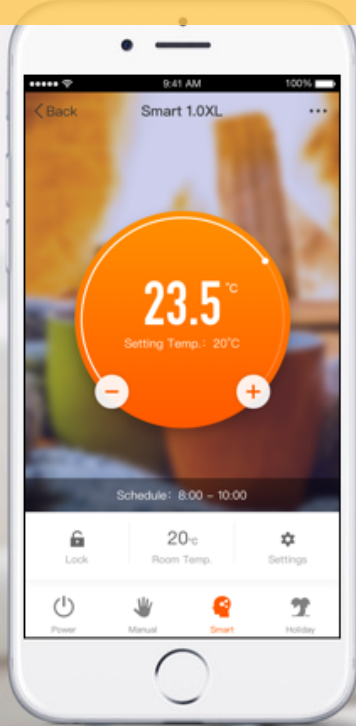 9:41 AM
100%
Back
Smart 1.0XL
23.5 °C
Setting Temp.: 20°C
Schedule: 8:00 – 10:00
20°C
Lock
Room Temp.
Settings
Power
Manual
Smart
Holiday